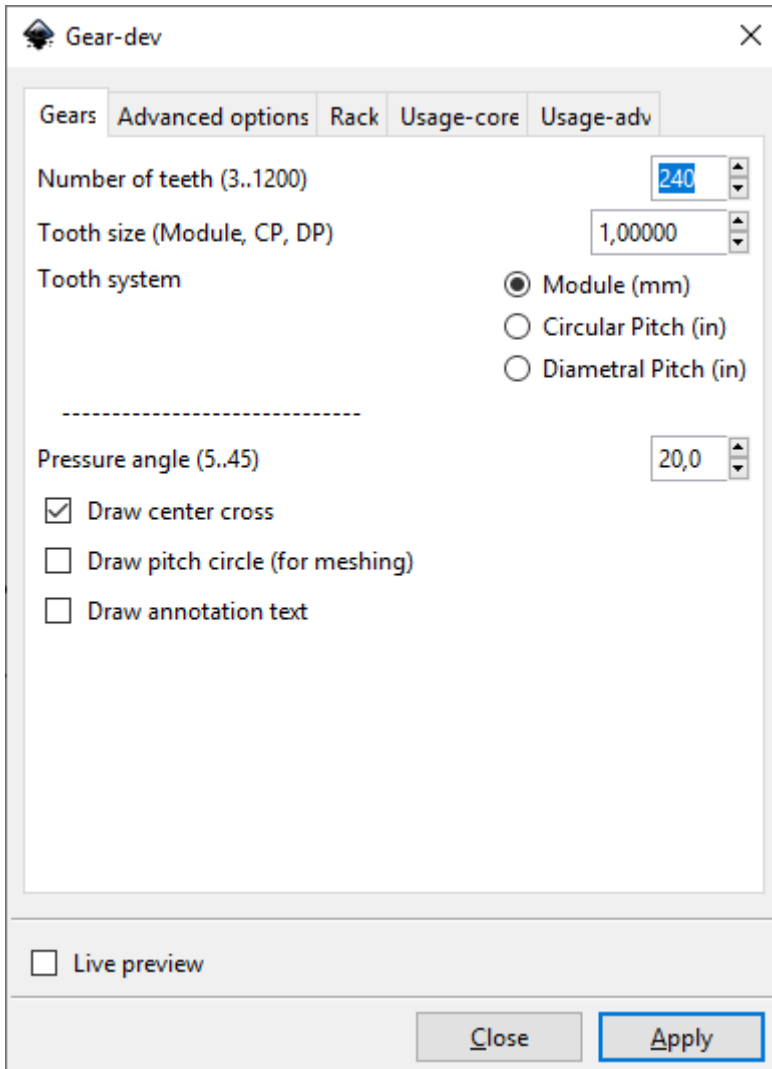 Gear-dev
Gears Advanced options Rack Usage-core Usage-adv
Number of teeth (3..1200) 240
Tooth size (Module, CP, DP) 1,00000
Tooth system Module (mm)
Circular Pitch (in)
Diametral Pitch (in)
------------------------------
Pressure angle (5..45) 20,0
Draw center cross
Draw pitch circle (for meshing)
Draw annotation text
Live preview
Close Apply